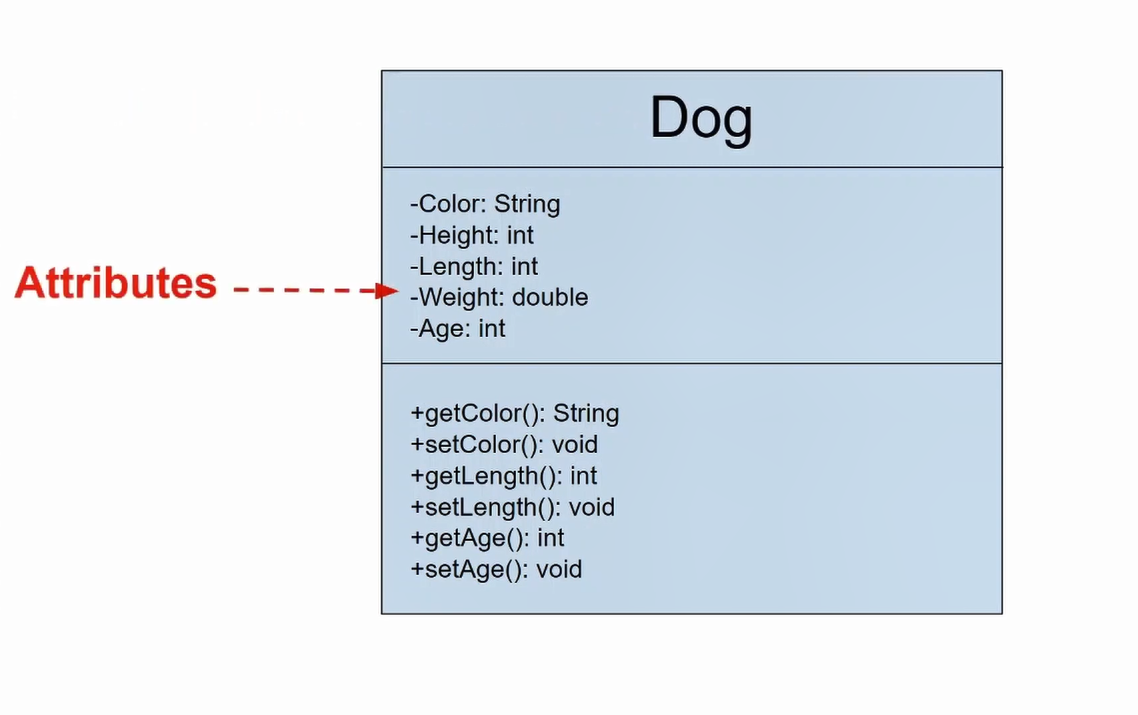 Dog
Attributes
-Color: String
-Height: int
-Length: int
-Weight: double
-Age: int
+getColor(): String
+setColor(): void
+getLength(): int
+setLength(): void
+getAge(): int
+setAge(): void